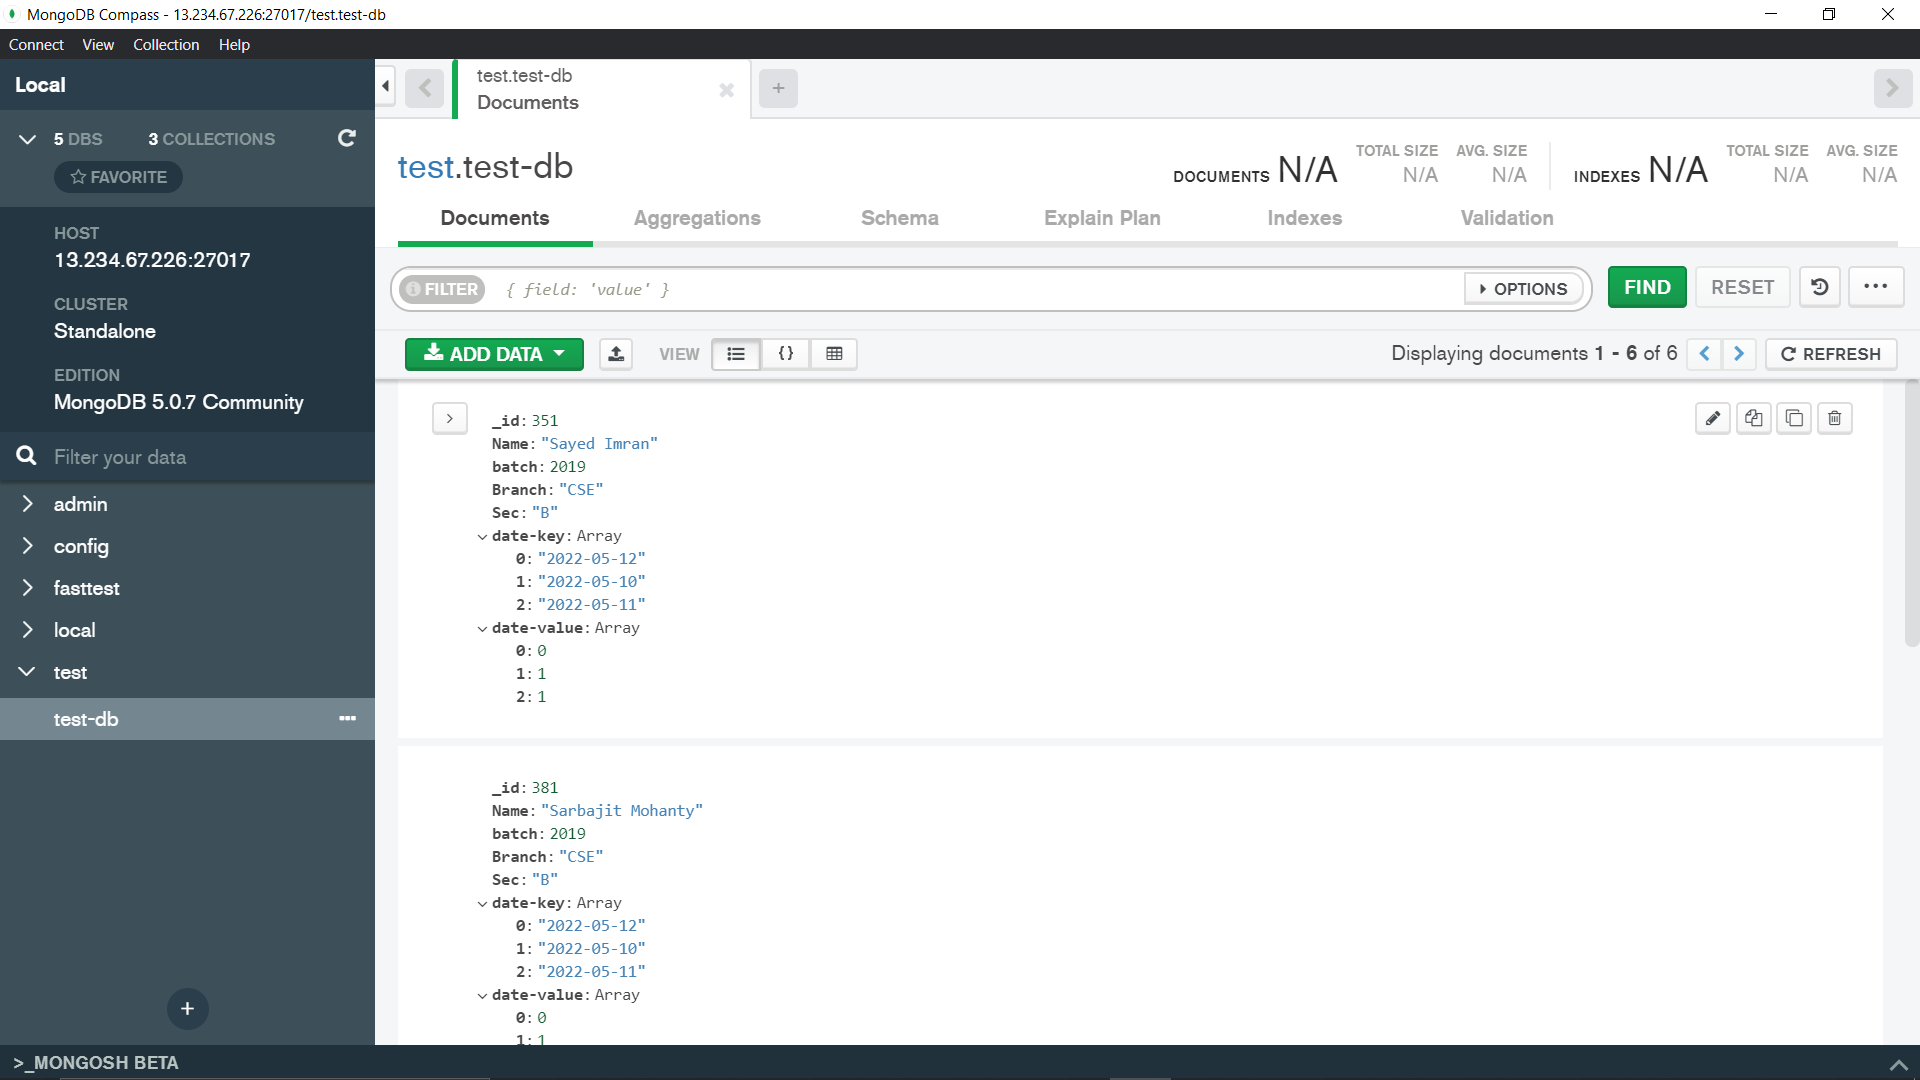 MongoDB Compass - 13.234.67.226:27017/test.test-db
Connect View Collection Help
Local
5 DBS 3 COLLECTIONS
FAVORITE
HOST
13.234.67.226:27017
CLUSTER
Standalone
EDITION
MongoDB 5.0.7 Community
Filter your data
admin
config
fasttest
local
test
test-db
+
>_MONGOSH BETA
test.test-db
Documents
+
test.test-db
DOCUMENTS N/A TOTAL SIZE N/A AVG. SIZE N/A
INDEXES N/A TOTAL SIZE N/A AVG. SIZE N/A
Documents Aggregations Schema Explain Plan Indexes Validation
FILTER { field: 'value' } OPTIONS FIND RESET
ADD DATA VIEW {} Displaying documents 1 - 6 of 6 REFRESH
_id: 351
Name: "Sayed Imran"
batch: 2019
Branch: "CSE"
Sec: "B"
date-key: Array
0: "2022-05-12"
1: "2022-05-10"
2: "2022-05-11"
date-value: Array
0: 0
1: 1
2: 1
_id: 381
Name: "Sarbajit Mohanty"
batch: 2019
Branch: "CSE"
Sec: "B"
date-key: Array
0: "2022-05-12"
1: "2022-05-10"
2: "2022-05-11"
date-value: Array
0: 0
1: 1